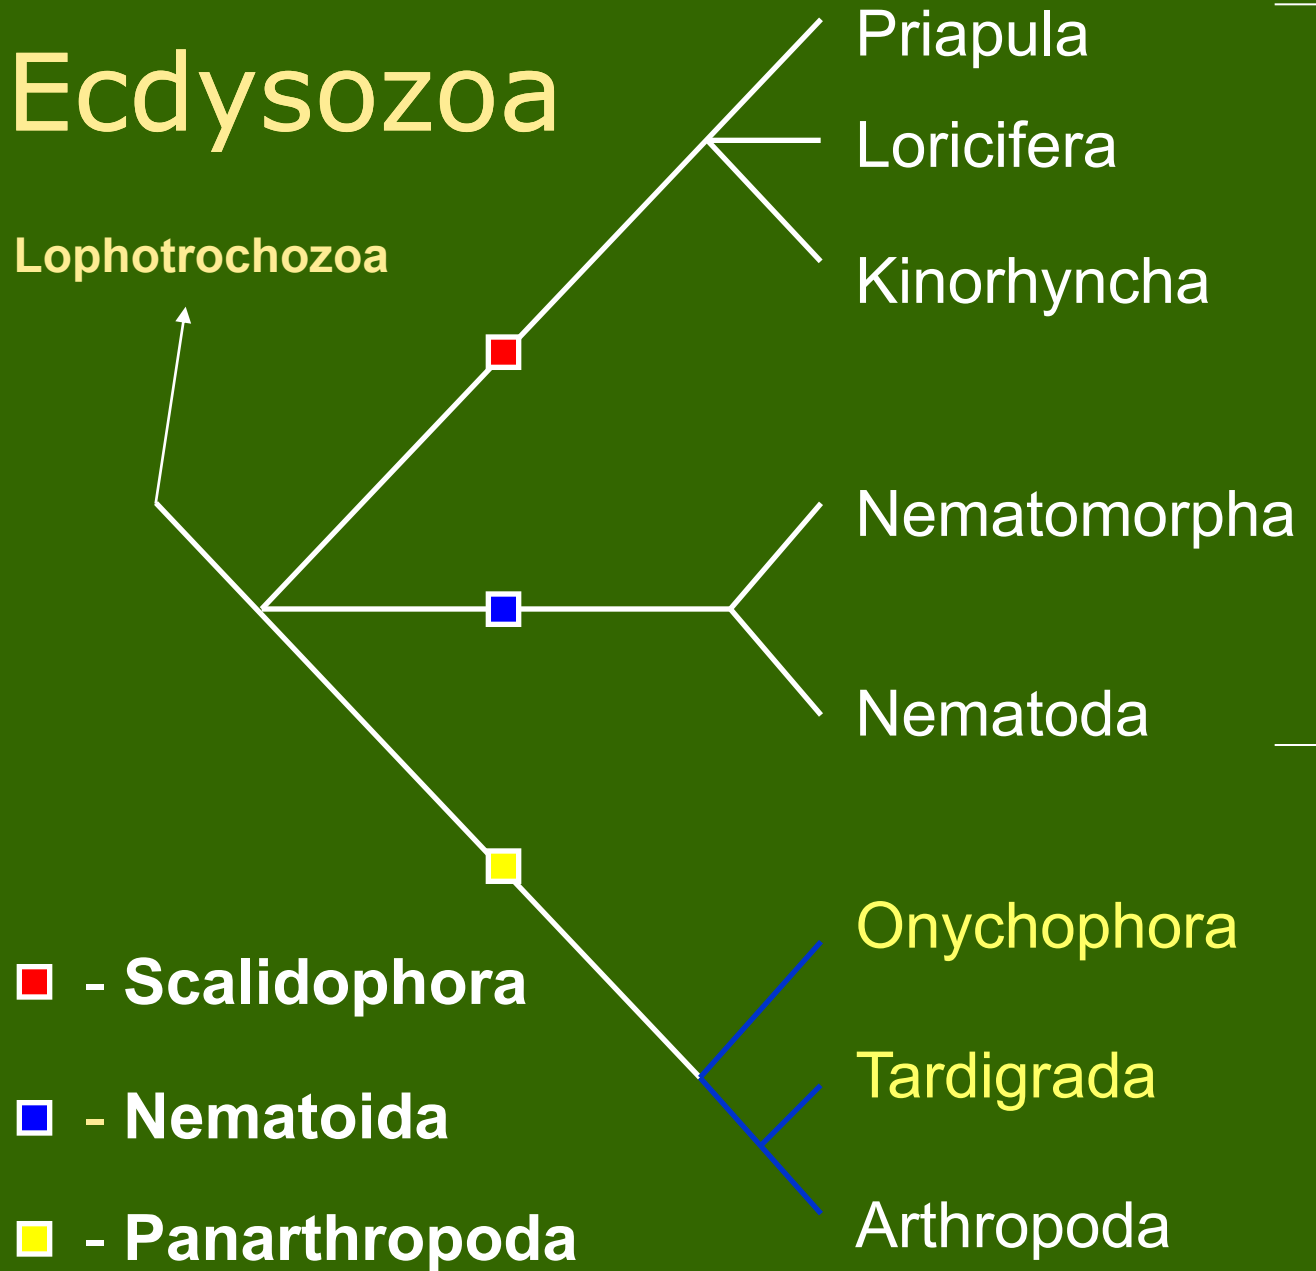 Ecdysozoa
Lophotrochozoa
Priapula
Loricifera
Kinorhyncha
Nematomorpha
Nematoda
Onychophora
Tardigrada
Arthropoda
- Scalidophora
- Nematoida
- Panarthropoda